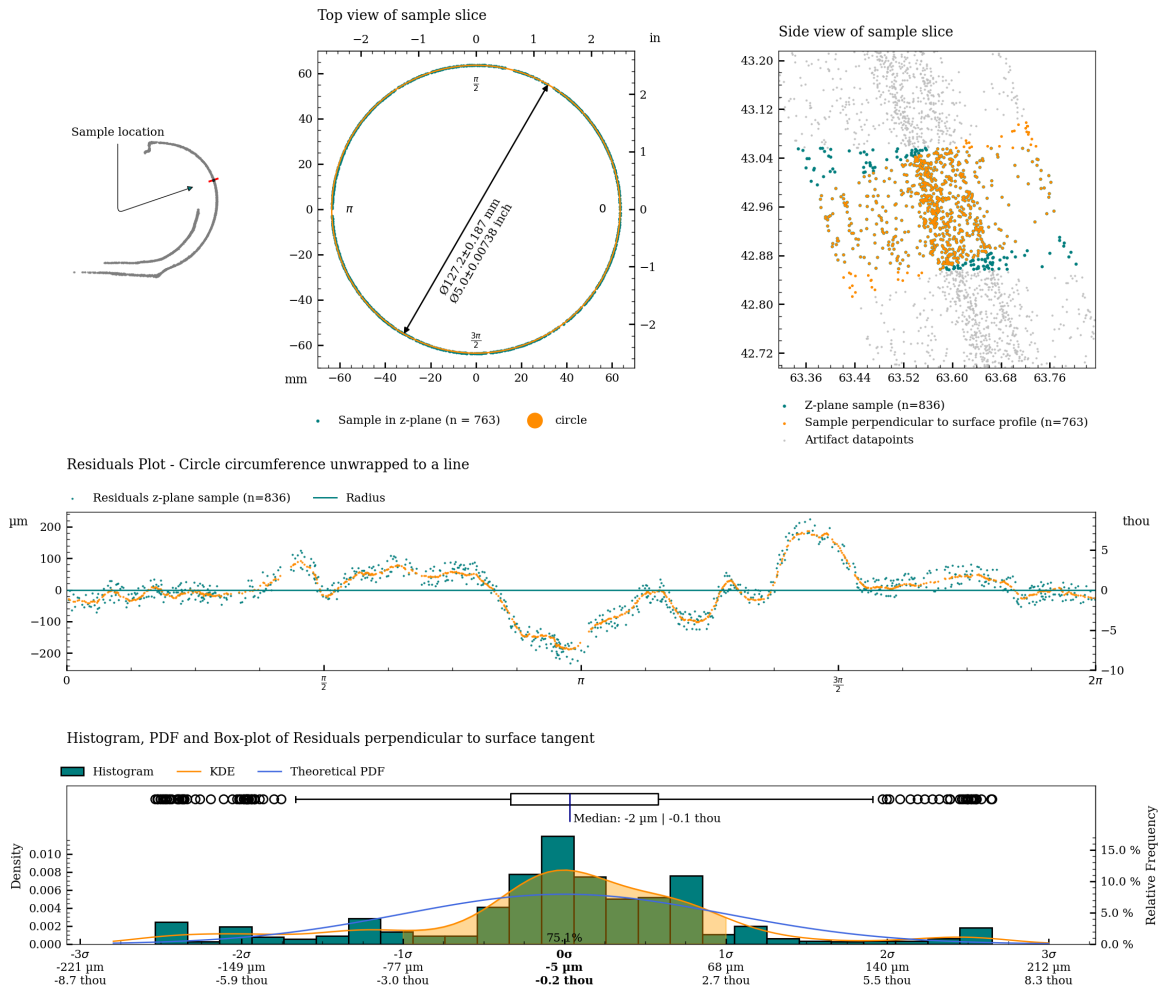 Top view of sample slice
−2 −1 0 1 2 in
60
40
20
0
−20
−40
−60
mm
−60 −40 −20 0 20 40 60
2
1
0
−1
−2
π/2
π
0
3π/2
Ø127.2±0.187 mm
Ø5.0±0.00738 inch
Sample in z-plane (n = 763)
circle
Sample location
Side view of sample slice
43.20
43.12
43.04
42.96
42.88
42.80
42.72
63.36 63.44 63.52 63.60 63.68 63.76
Z-plane sample (n=836)
Sample perpendicular to surface profile (n=763)
Artifact datapoints
Residuals Plot - Circle circumference unwrapped to a line
Residuals z-plane sample (n=836)
Radius
µm
200
100
0
−100
−200
thou
5
0
−5
−10
0 π/2 π 3π/2 2π
Histogram, PDF and Box-plot of Residuals perpendicular to surface tangent
Histogram
KDE
Theoretical PDF
Median: -2 µm | -0.1 thou
Density
0.010
0.008
0.006
0.004
0.002
0.000
15.0 %
10.0 %
5.0 %
0.0 %
Relative Frequency
75.1%
-3σ -2σ -1σ 0σ 1σ 2σ 3σ
-221 µm -149 µm -77 µm -5 µm 68 µm 140 µm 212 µm
-8.7 thou -5.9 thou -3.0 thou -0.2 thou 2.7 thou 5.5 thou 8.3 thou